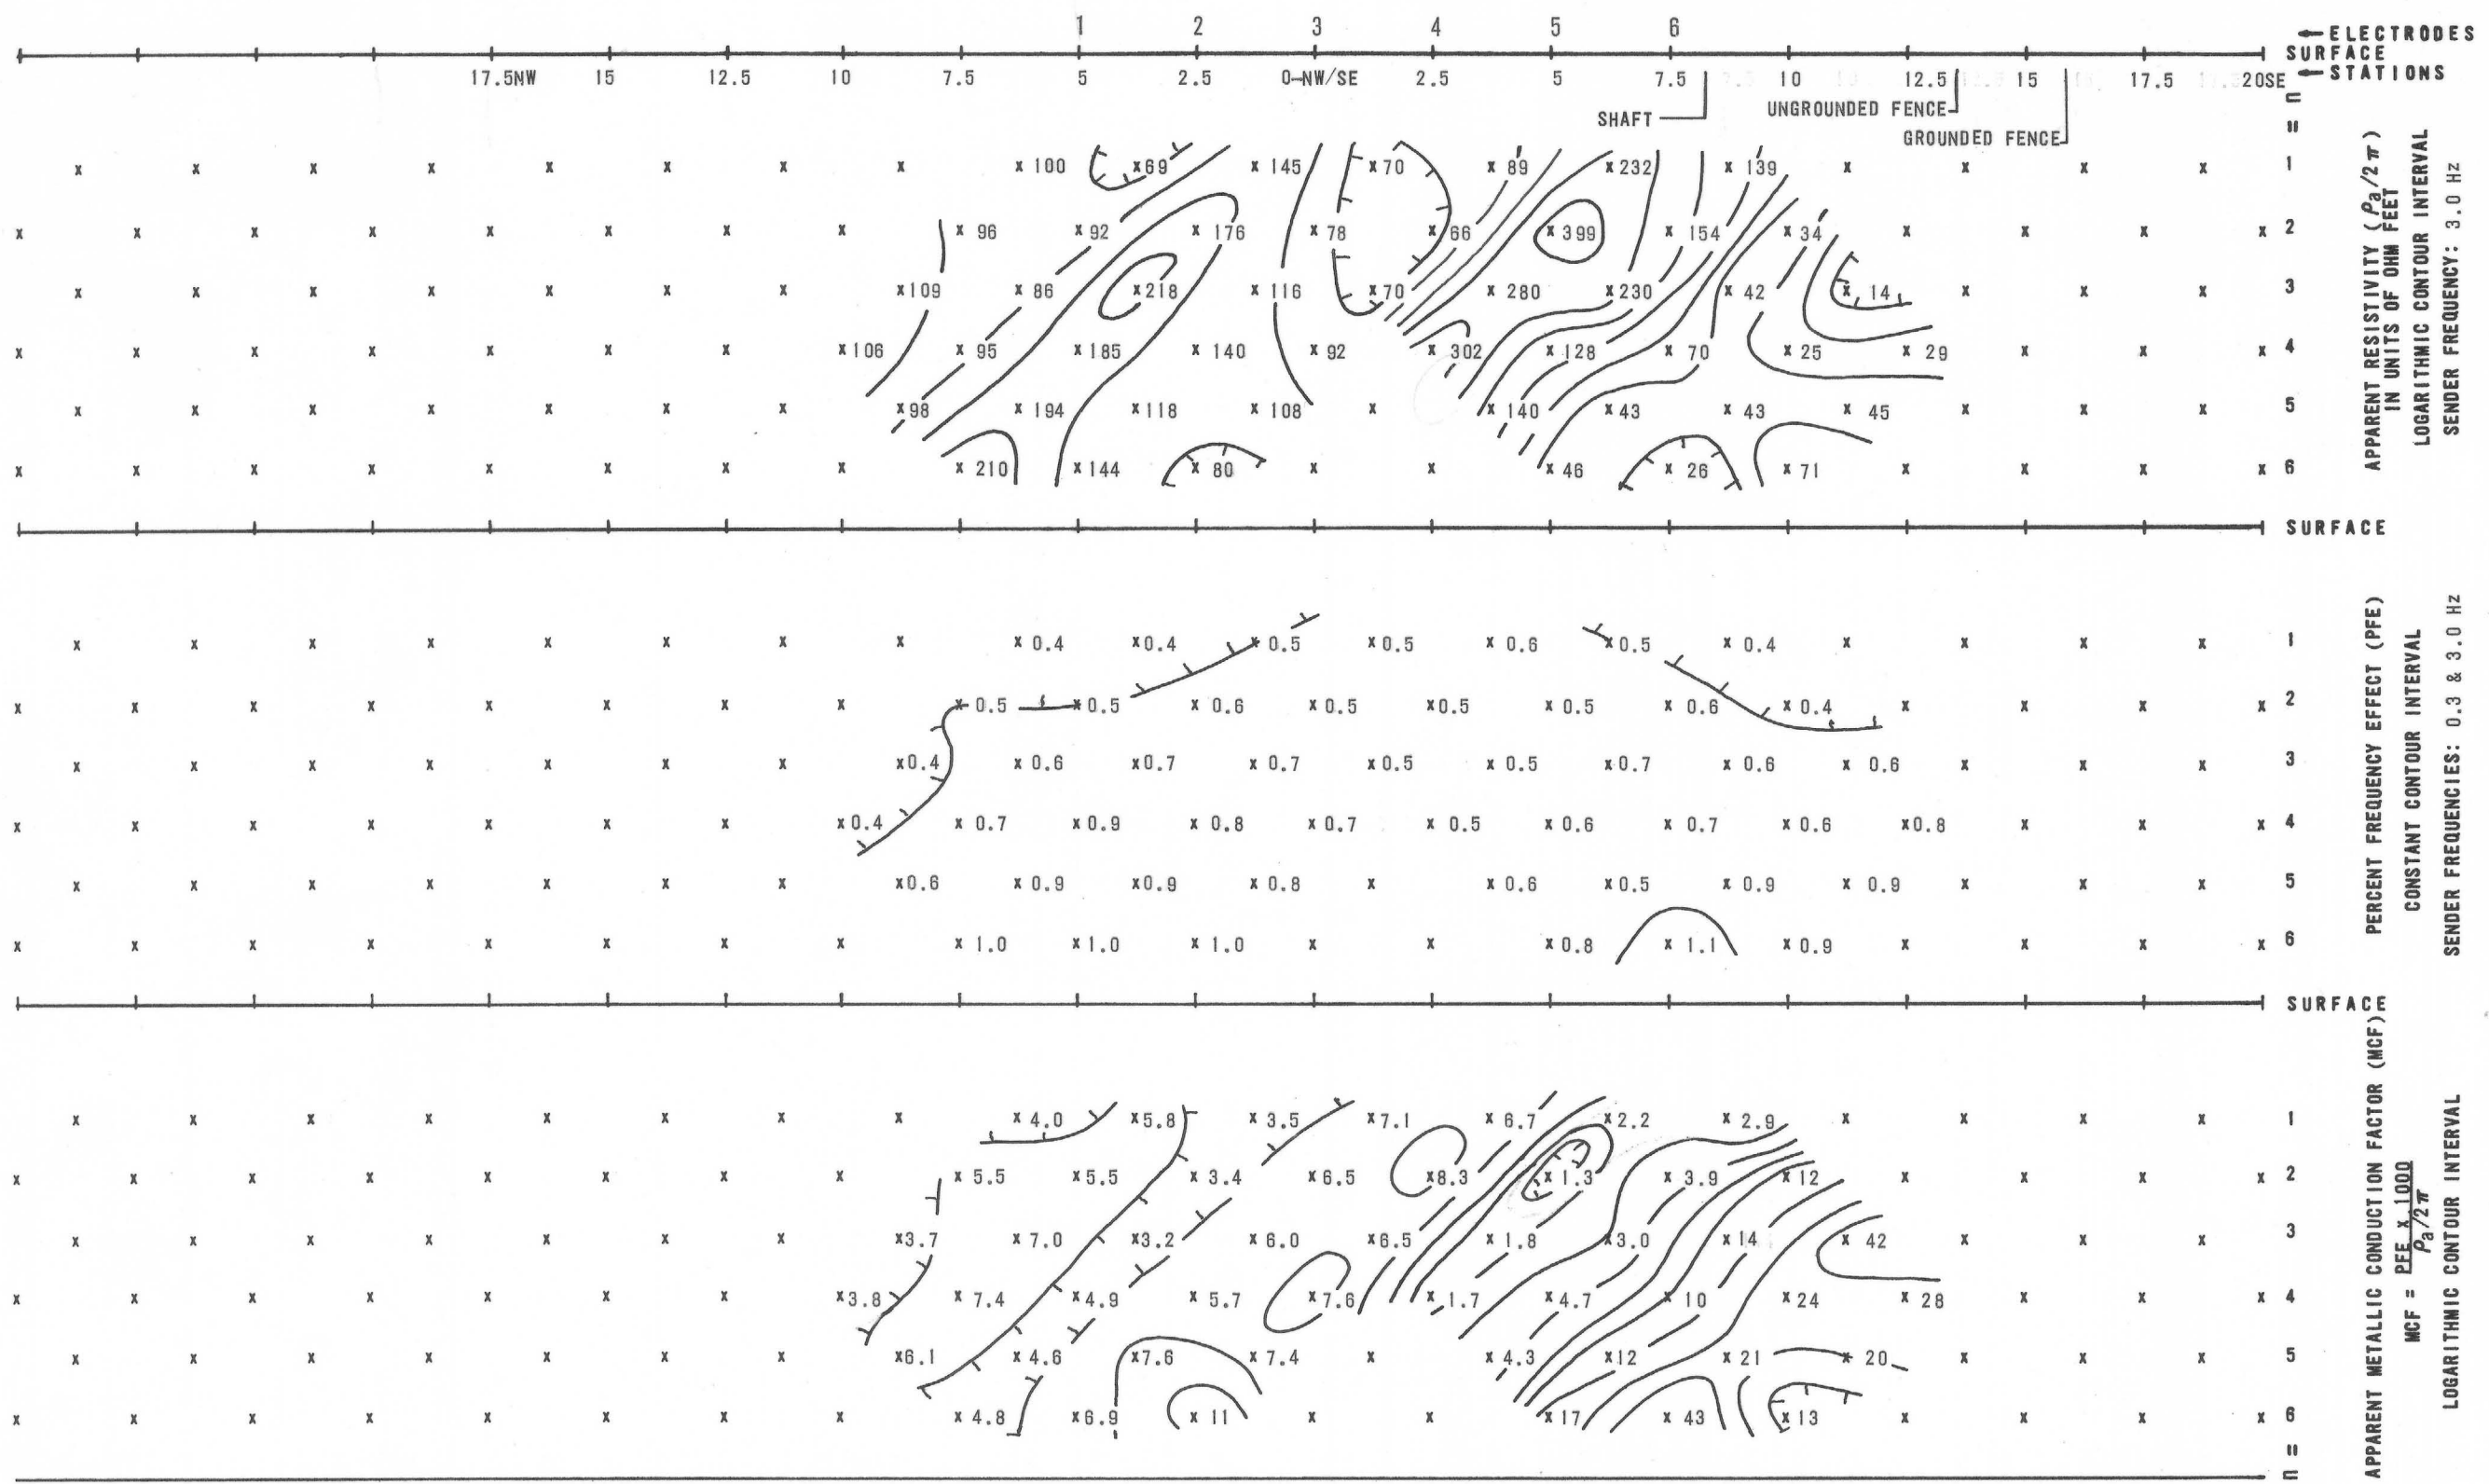 1 2 3 4 5 6 ←ELECTRODES
SURFACE
17.5NW 15 12.5 10 7.5 5 2.5 0-NW/SE 2.5 5 7.5 10 12.5 15 17.5 20SE ←STATIONS
SHAFT
UNGROUNDED FENCE
GROUNDED FENCE
n =
x x x x x x x x x 100 x 69 x 145 x 70 x 89 x 232 x 139 x x x x 1
x x x x x x x x x 96 x 92 x 176 x 78 x 66 x 399 x 154 x 34 x x x x 2
x x x x x x x x 109 x 86 x 218 x 116 x 70 x 280 x 230 x 42 x 14 x x x 3
x x x x x x x x 106 x 95 x 185 x 140 x 92 x 302 x 128 x 70 x 25 x 29 x x x 4
x x x x x x x x 98 x 194 x 118 x 108 x x 140 x 43 x 43 x 45 x x x 5
x x x x x x x x x 210 x 144 x 80 x x x 46 x 26 x 71 x x x x 6
APPARENT RESISTIVITY (ρa/2π)
IN UNITS OF OHM FEET
LOGARITHMIC CONTOUR INTERVAL
SENDER FREQUENCY: 3.0 Hz
SURFACE
x x x x x x x x x 0.4 x 0.4 x 0.5 x 0.5 x 0.6 x 0.5 x 0.4 x x x x 1
x x x x x x x x x 0.5 x 0.5 x 0.6 x 0.5 x 0.5 x 0.5 x 0.6 x 0.4 x x x x 2
x x x x x x x x 0.4 x 0.6 x 0.7 x 0.7 x 0.5 x 0.5 x 0.7 x 0.6 x 0.6 x x x 3
x x x x x x x x 0.4 x 0.7 x 0.9 x 0.8 x 0.7 x 0.5 x 0.6 x 0.7 x 0.6 x 0.8 x x x 4
x x x x x x x x 0.6 x 0.9 x 0.9 x 0.8 x x 0.6 x 0.5 x 0.9 x 0.9 x x x 5
x x x x x x x x x 1.0 x 1.0 x 1.0 x x x 0.8 x 1.1 x 0.9 x x x x 6
PERCENT FREQUENCY EFFECT (PFE)
CONSTANT CONTOUR INTERVAL
SENDER FREQUENCIES: 0.3 & 3.0 Hz
SURFACE
x x x x x x x x x 4.0 x 5.8 x 3.5 x 7.1 x 6.7 x 2.2 x 2.9 x x x x 1
x x x x x x x x x 5.5 x 5.5 x 3.4 x 6.5 x 8.3 x 1.3 x 3.9 x 12 x x x x 2
x x x x x x x x 3.7 x 7.0 x 3.2 x 6.0 x 6.5 x 1.8 x 3.0 x 14 x 42 x x x 3
x x x x x x x x 3.8 x 7.4 x 4.9 x 5.7 x 7.6 x 1.7 x 4.7 x 10 x 24 x 28 x x x 4
x x x x x x x x 6.1 x 4.6 x 7.6 x 7.4 x x 4.3 x 12 x 21 x 20 x x x 5
x x x x x x x x x 4.8 x 6.9 x 11 x x x 17 x 43 x 13 x x x x 6
n =
APPARENT METALLIC CONDUCTION FACTOR (MCF)
MCF = PFE X 1000
ρa/2π
LOGARITHMIC CONTOUR INTERVAL